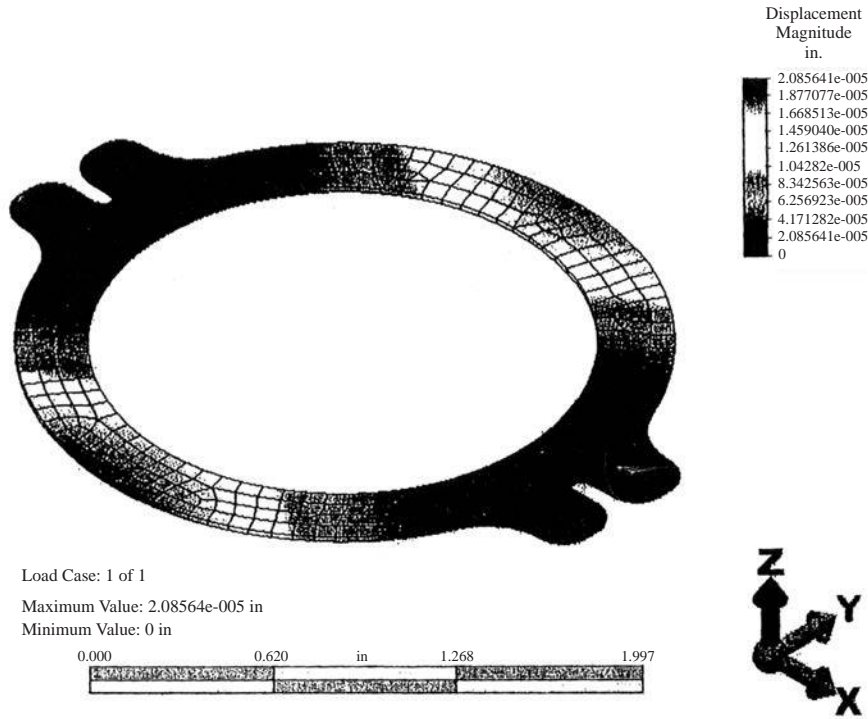 Displacement
Magnitude
in.
2.085641e-005
1.877077e-005
1.668513e-005
1.459040e-005
1.261386e-005
1.04282e-005
8.342563e-005
6.256923e-005
4.171282e-005
2.085641e-005
0
Load Case: 1 of 1
Maximum Value: 2.08564e-005 in
Minimum Value: 0 in
0.000 0.620 in 1.268 1.997
Z
Y
X